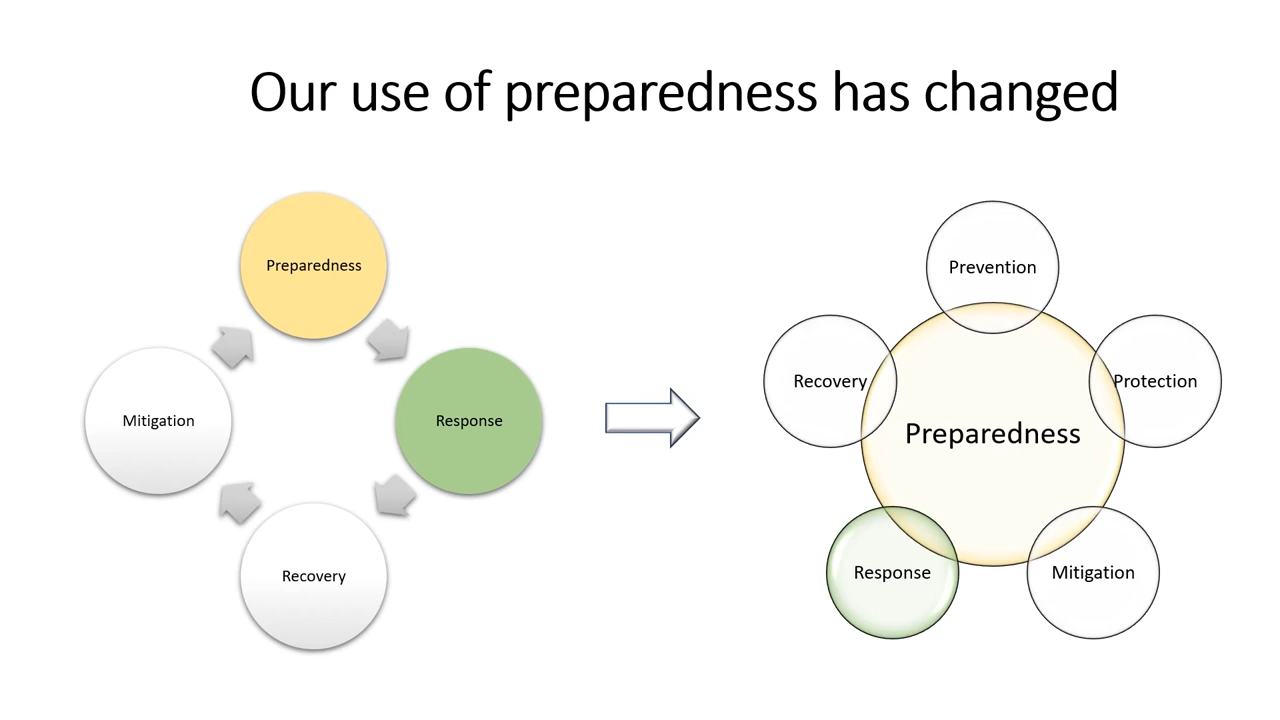 Our use of preparedness has changed
Preparedness
Mitigation
Response
Recovery
Prevention
Recovery
Protection
Preparedness
Response
Mitigation